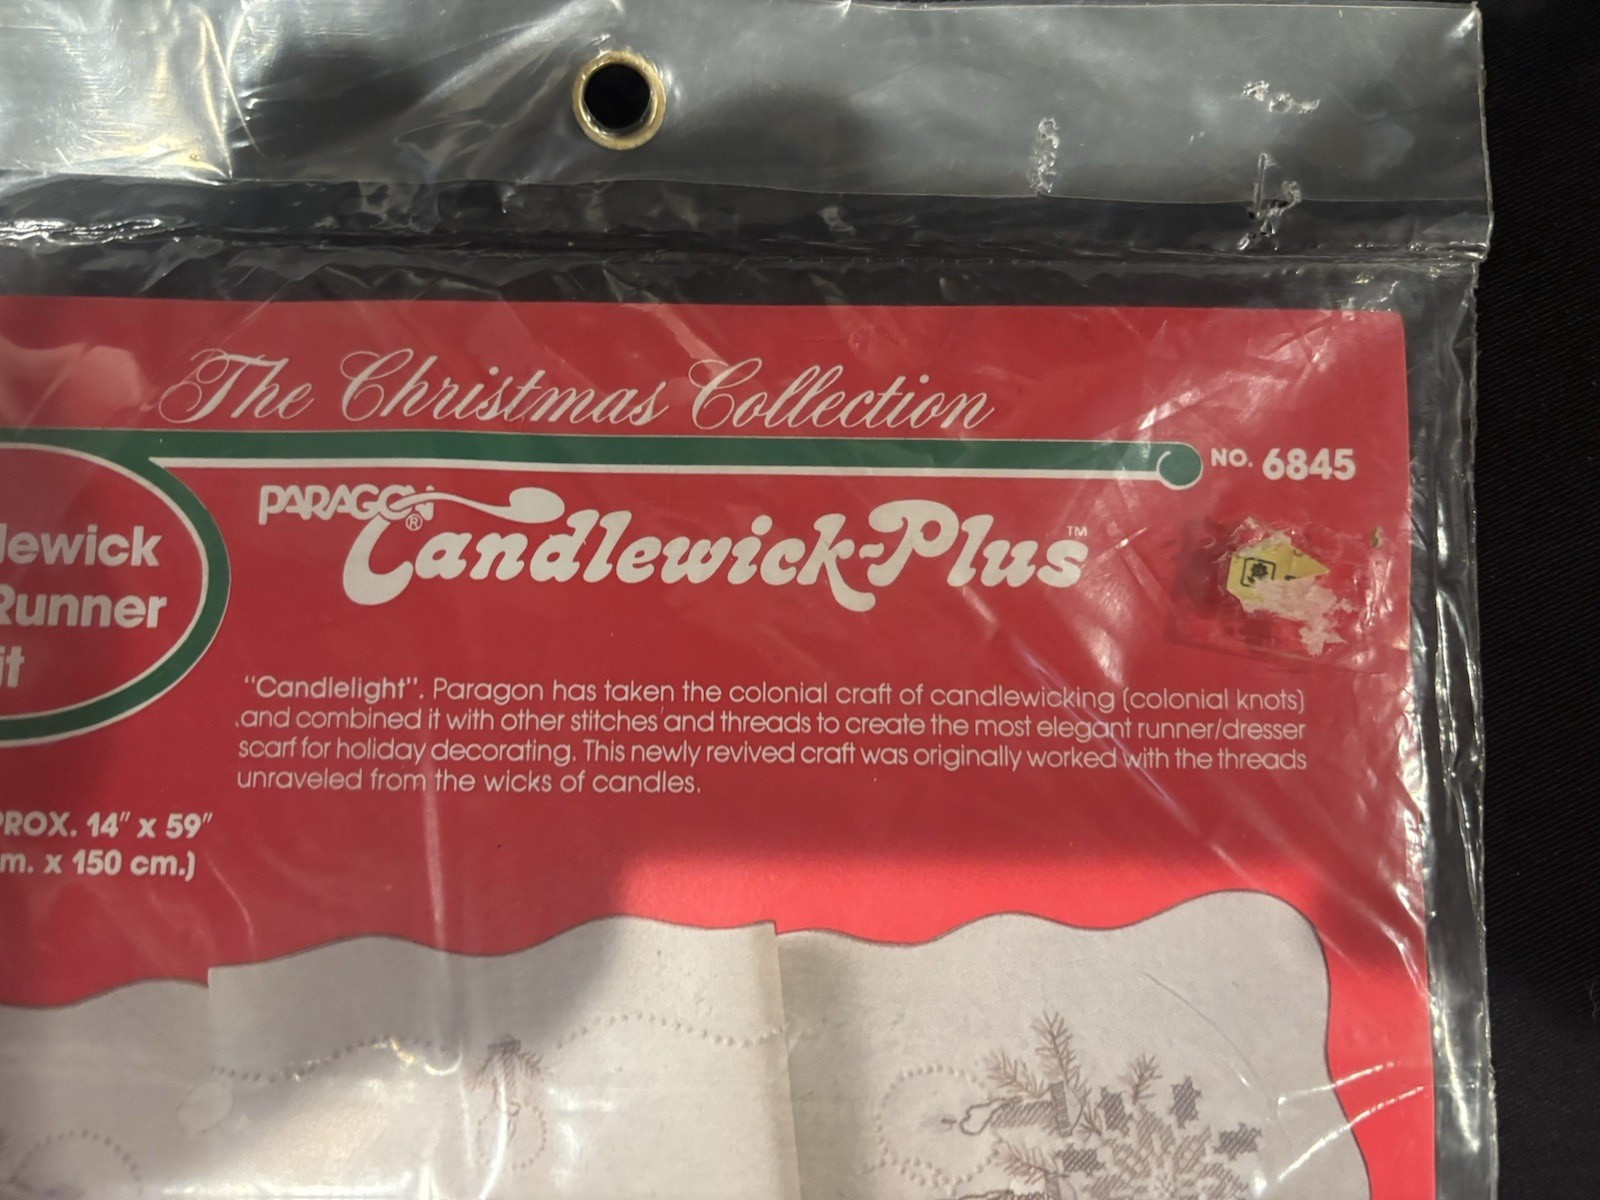 The Christmas Collection
NO. 6845
PARAGON®
Candlewick-Plus™
lewick
Runner
it
"Candlelight". Paragon has taken the colonial craft of candlewicking (colonial knots)
and combined it with other stitches and threads to create the most elegant runner/dresser
scarf for holiday decorating. This newly revived craft was originally worked with the threads
unraveled from the wicks of candles.
PROX. 14" x 59"
m. x 150 cm.)